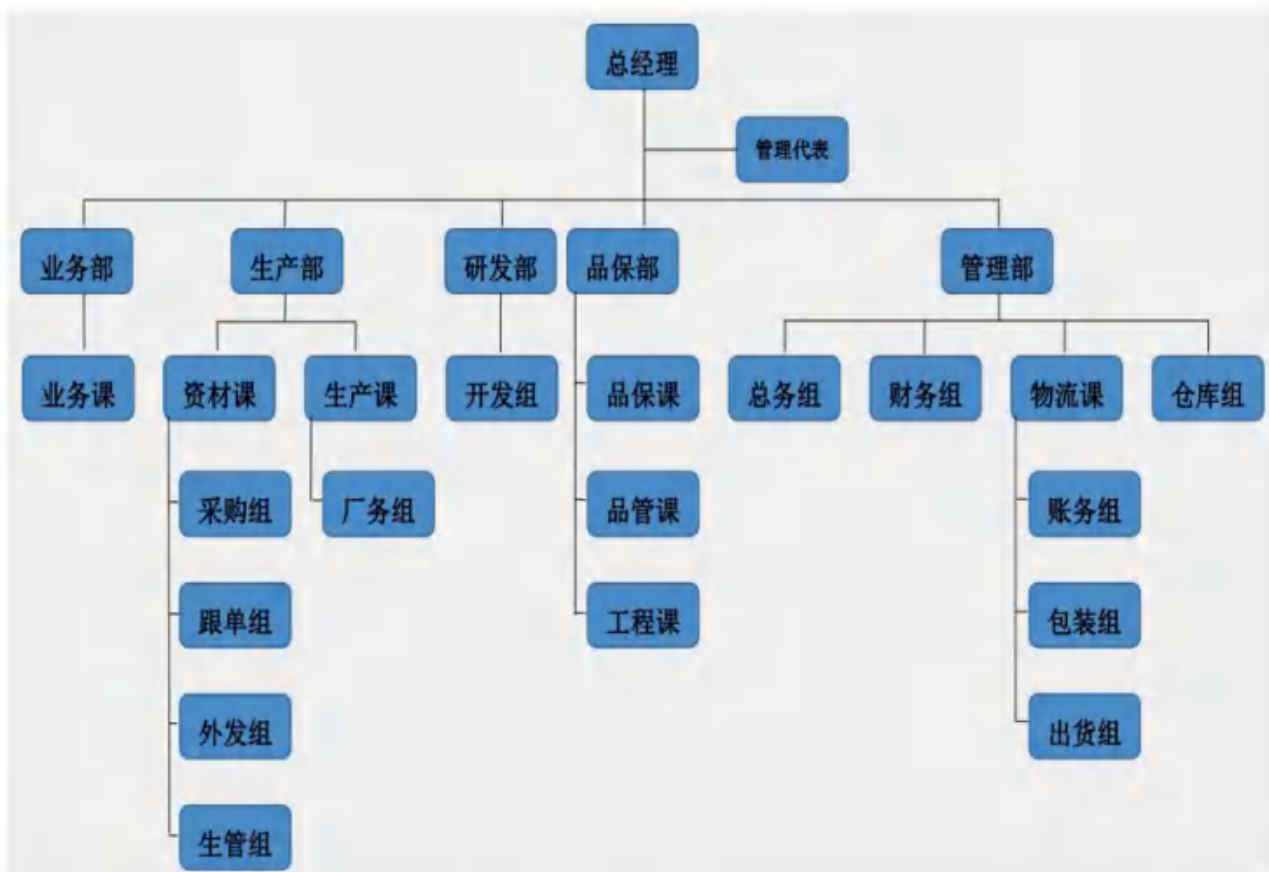 总经理
管理代表
业务部 生产部 研发部 品保部 管理部
业务课 资材课 生产课 开发组 品保课 总务组 财务组 物流课 仓库组
采购组 厂务组 品管课 账务组
跟单组 工程课 包装组
外发组 出货组
生管组